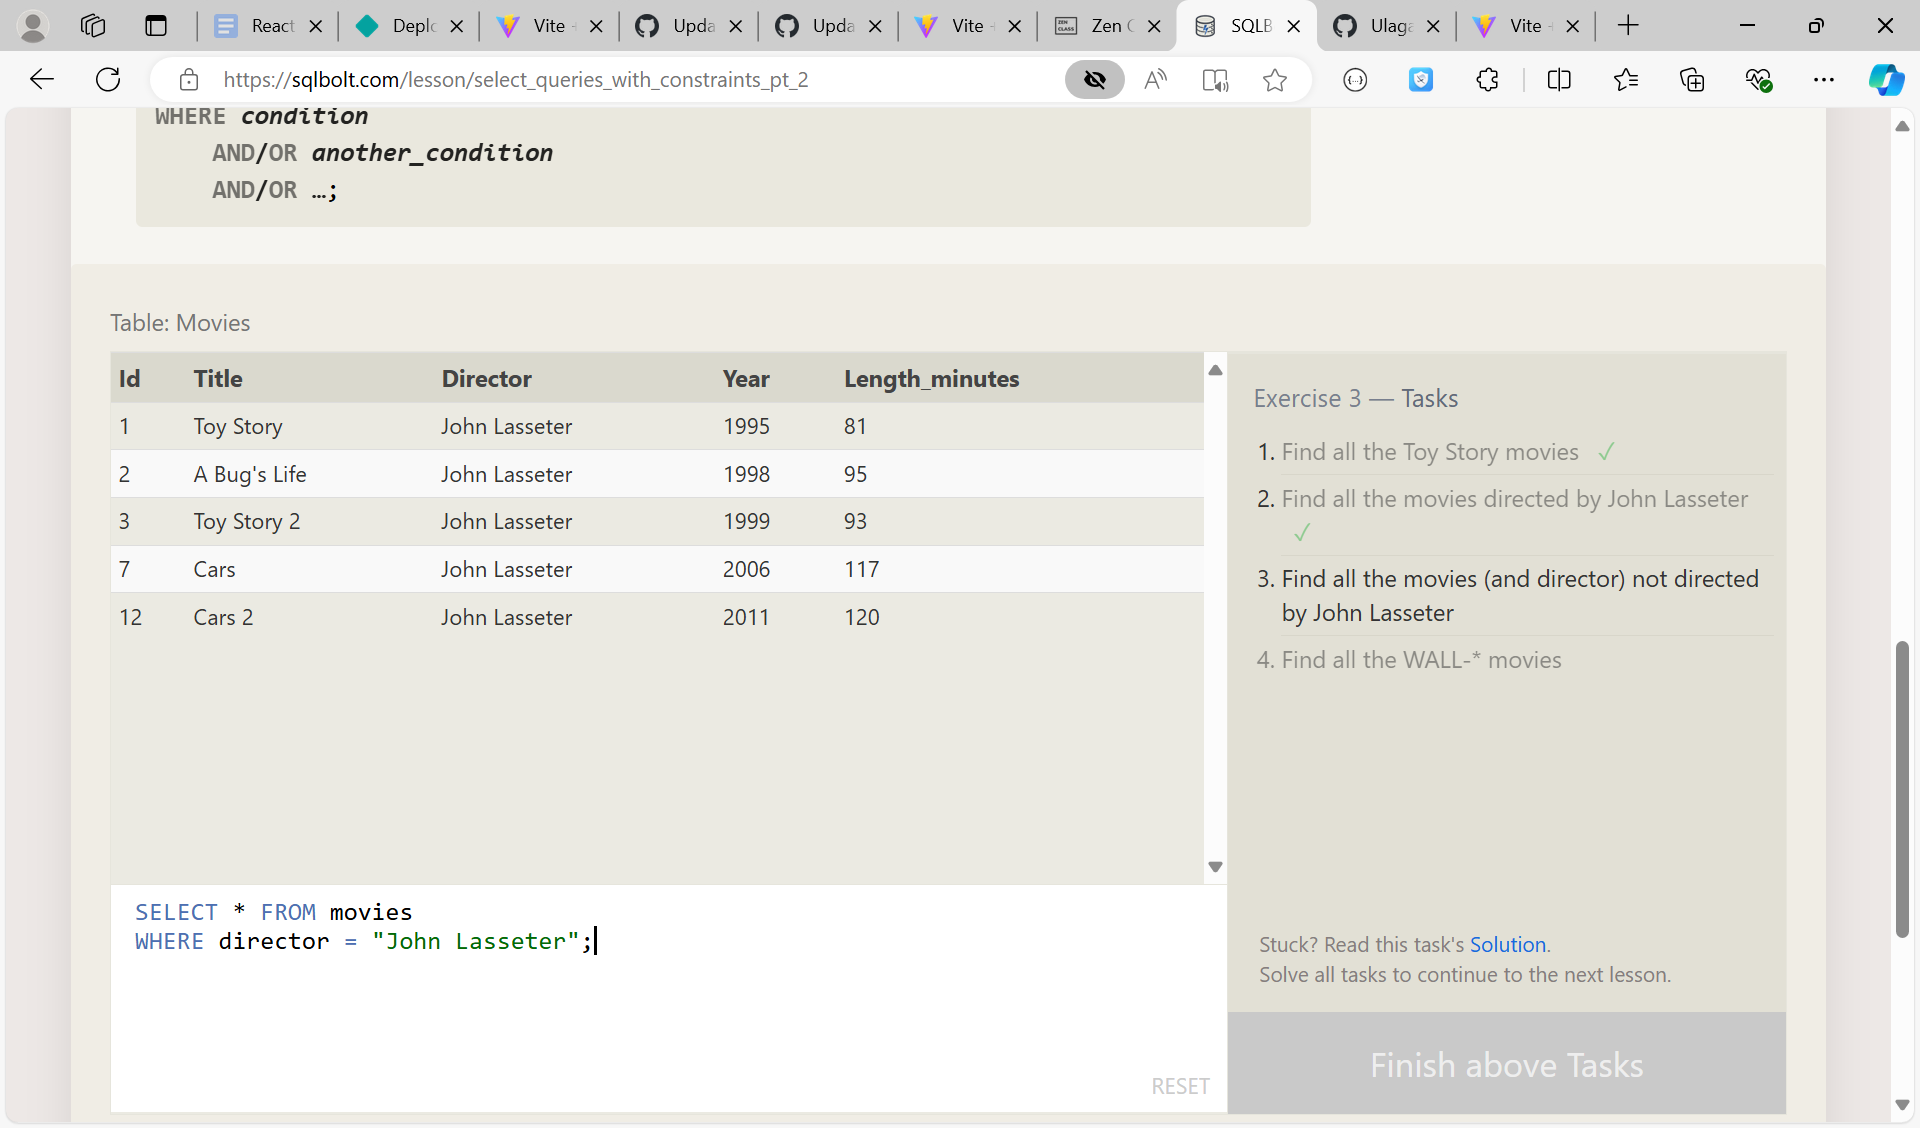 React
Deplo
Vite
Upda
Upda
Vite
Zen C
SQLB
Ulaga
Vite
https://sqlbolt.com/lesson/select_queries_with_constraints_pt_2
WHERE condition
AND/OR another_condition
AND/OR …;
Table: Movies
Id Title Director Year Length_minutes
1 Toy Story John Lasseter 1995 81
2 A Bug's Life John Lasseter 1998 95
3 Toy Story 2 John Lasseter 1999 93
7 Cars John Lasseter 2006 117
12 Cars 2 John Lasseter 2011 120
SELECT * FROM movies
WHERE director = "John Lasseter";
RESET
Exercise 3 — Tasks
1. Find all the Toy Story movies ✓
2. Find all the movies directed by John Lasseter
✓
3. Find all the movies (and director) not directed
by John Lasseter
4. Find all the WALL-* movies
Stuck? Read this task's Solution.
Solve all tasks to continue to the next lesson.
Finish above Tasks